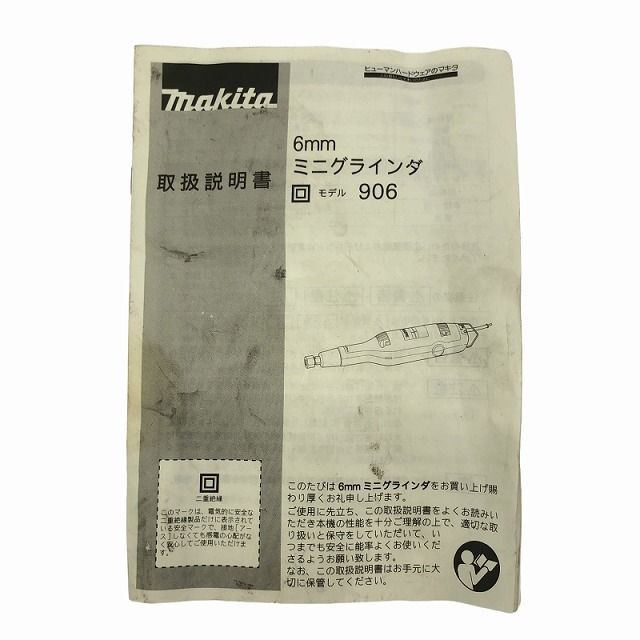 ヒューマンハードウェアのマキタ
makita
6mm
ミニグラインダ
モデル 906
取扱説明書
二重絶縁
このマークは、電気的に安全な
二重絶縁製品だけに表示されて
いる安全マークで、接地[アー
ス]しなくても感電の心配がな
く安心してご使用いただけま
す。
このたびは 6mm ミニグラインダをお買い上げ賜
わり厚くお礼申し上げます。
ご使用に先立ち、この取扱説明書をよくお読みい
ただき本機の性能を十分ご理解の上で、適切な取
り扱いと保守をしていただいて、い
つまでも安全に能率よくお使いくだ
さるようお願い致します。
なお、この取扱説明書はお手元に大
切に保管してください。